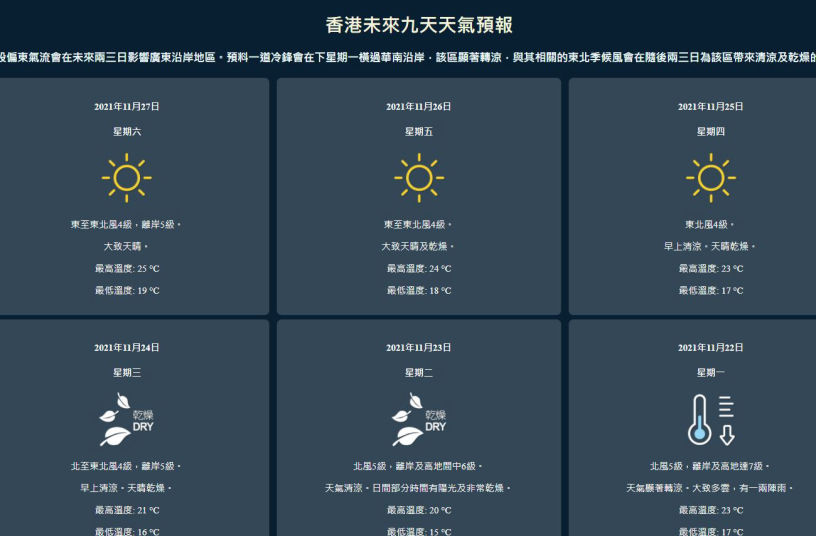 香港未來九天天氣預報
偏東氣流會在未來兩三日影響廣東沿岸地區。預料一道冷鋒會在下星期一橫過華南沿岸，該區顯著轉涼，與其相關的東北季候風會在隨後兩三日為該區帶來清涼及乾燥的
2021年11月27日
星期六
東至東北風4級，離岸5級。
大致天晴。
最高溫度: 25 °C
最低溫度: 19 °C
2021年11月26日
星期五
東至東北風4級。
大致天晴及乾燥。
最高溫度: 24 °C
最低溫度: 18 °C
2021年11月25日
星期四
東北風4級。
早上清涼。天晴乾燥。
最高溫度: 23 °C
最低溫度: 17 °C
2021年11月24日
星期三
乾燥
DRY
北至東北風4級，離岸5級。
早上清涼。天晴乾燥。
最高溫度: 21 °C
最低溫度: 16 °C
2021年11月23日
星期二
乾燥
DRY
北風5級，離岸及高地間中6級。
天氣清涼。日間部分時間有陽光及非常乾燥。
最高溫度: 20 °C
最低溫度: 15 °C
2021年11月22日
星期一
北風5級，離岸及高地達7級。
天氣顯著轉涼。大致多雲，有一兩陣雨。
最高溫度: 23 °C
最低溫度: 17 °C